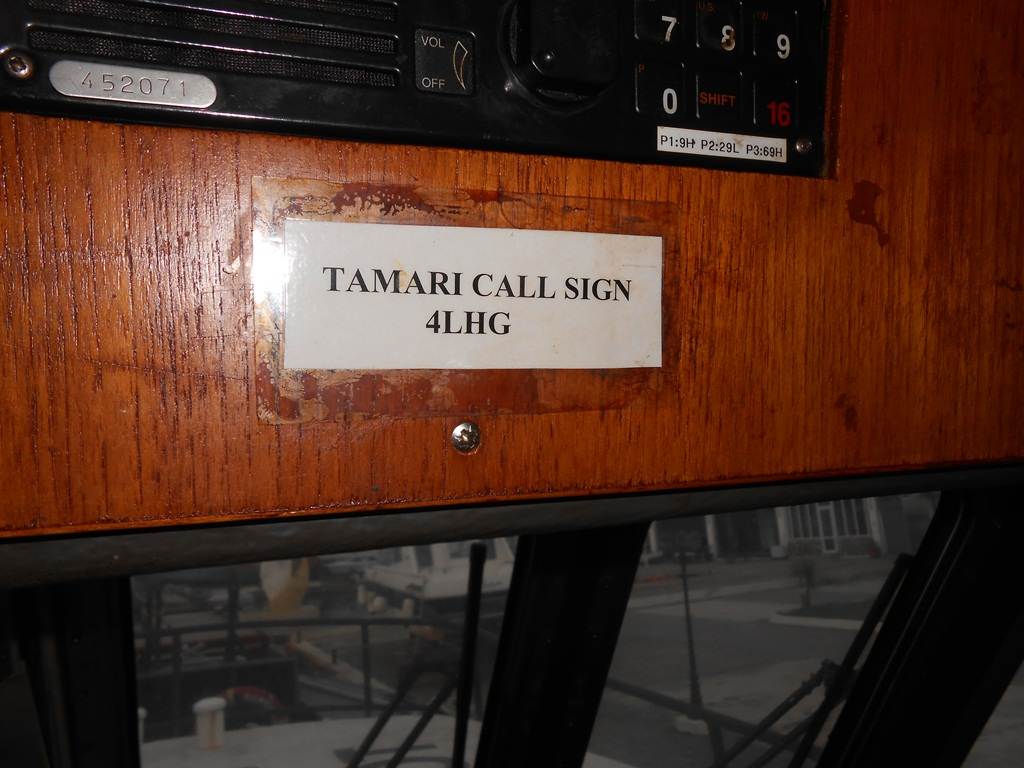 U.S. W
7 8 9
VOL
OFF
452071
P
0 SHIFT 16
P1:9H P2:29L P3:69H
TAMARI CALL SIGN
4LHG